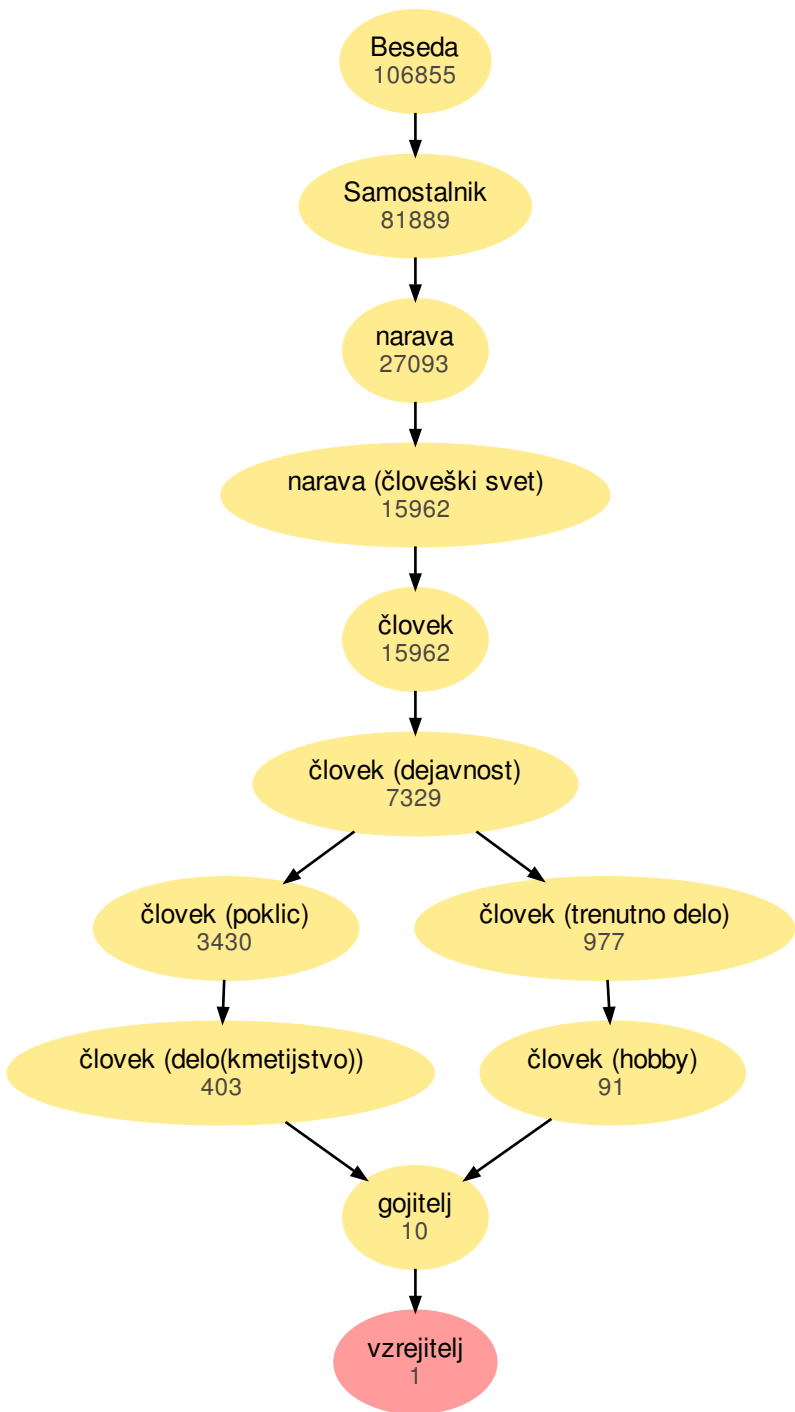 Beseda
106855
Samostalnik
81889
narava
27093
narava (človeški svet)
15962
človek
15962
človek (dejavnost)
7329
človek (poklic)
3430
človek (trenutno delo)
977
človek (delo(kmetijstvo))
403
človek (hobby)
91
gojitelj
10
vzrejitelj
1